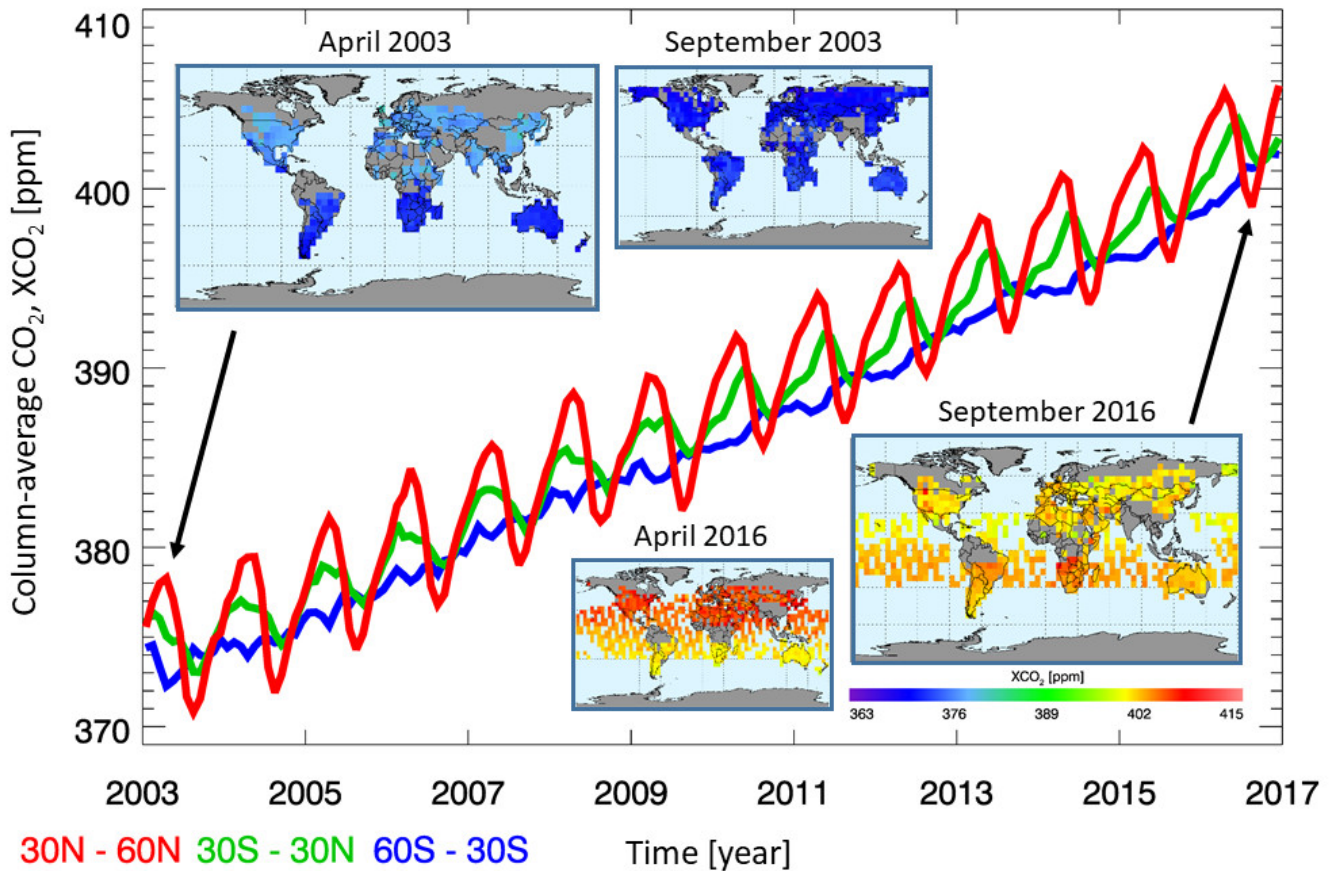 410
400
390
380
370
Column-average CO₂, XCO₂ [ppm]
April 2003
September 2003
April 2016
September 2016
XCO₂ [ppm]
363 376 389 402 415
2003 2005 2007 2009 2011 2013 2015 2017
30N - 60N 30S - 30N 60S - 30S
Time [year]